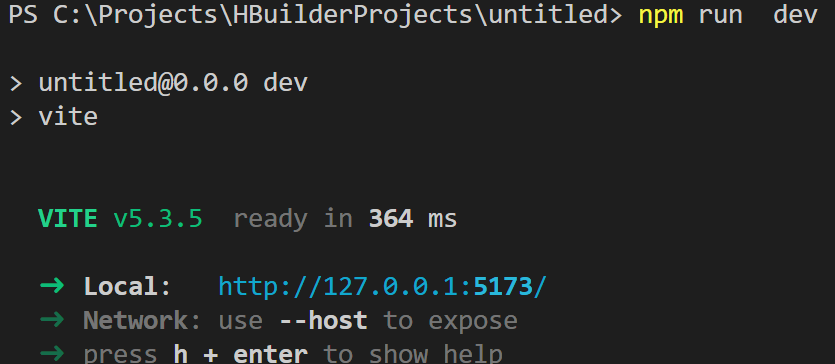 PS C:\Projects\HBuilderProjects\untitled> npm run  dev
> untitled@0.0.0 dev
> vite
VITE v5.3.5  ready in 364 ms
➜ Local:   http://127.0.0.1:5173/
➜ Network: use --host to expose
➜ press h + enter to show help